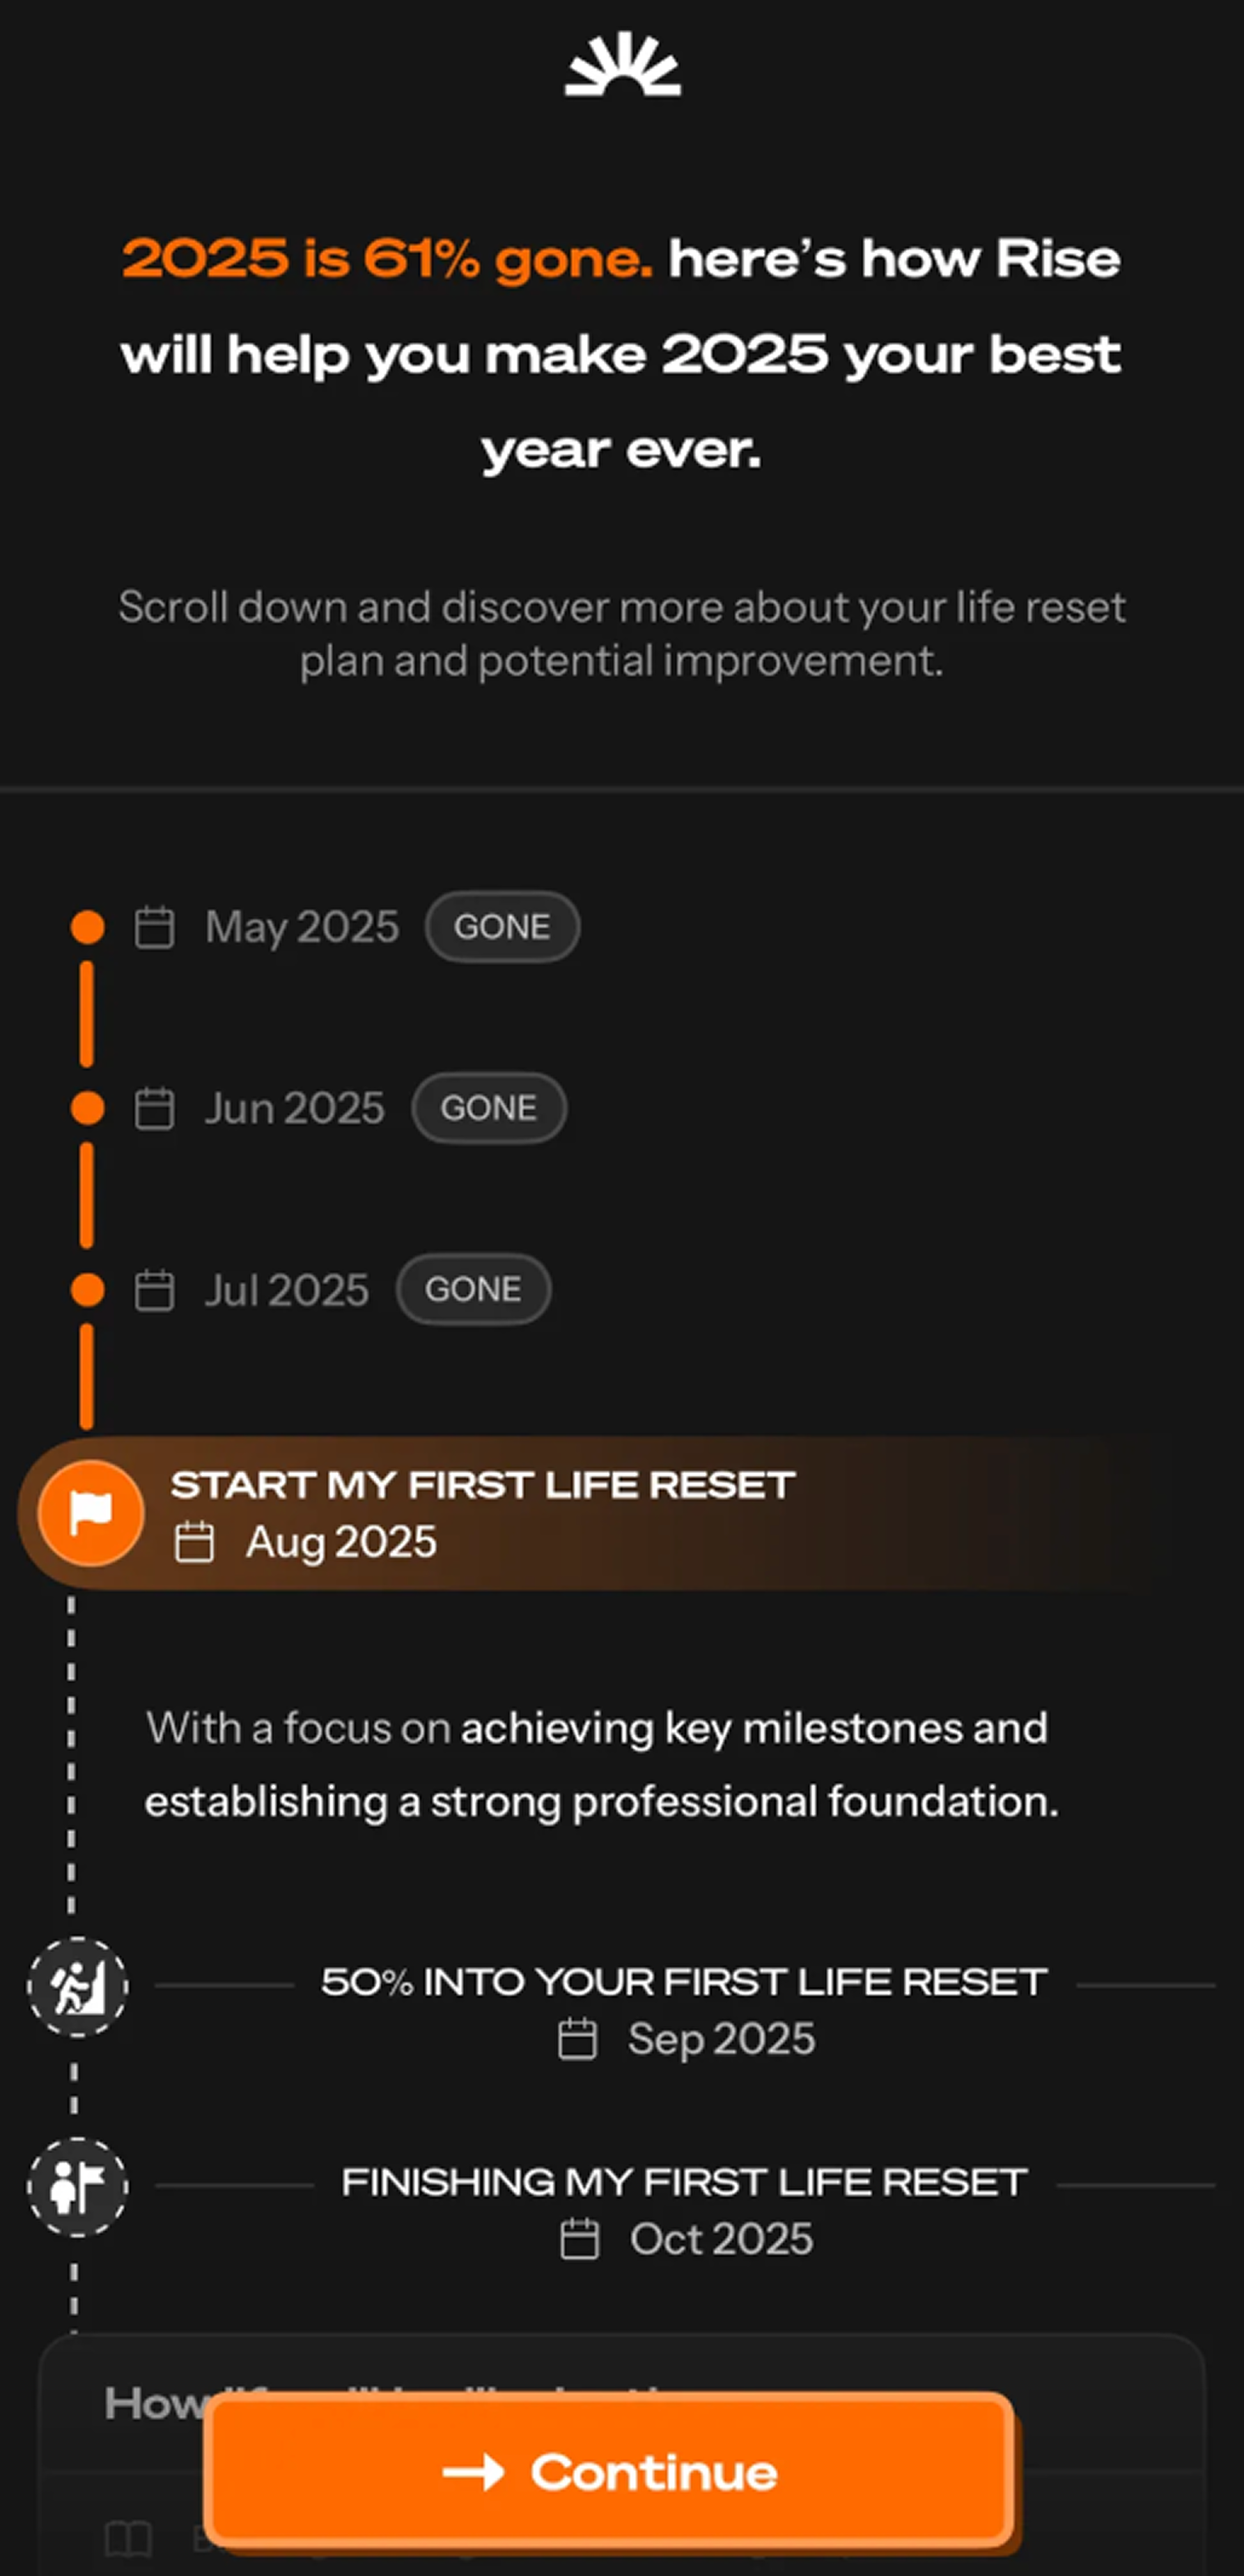 2025 is 61% gone. here's how Rise
will help you make 2025 your best
year ever.
Scroll down and discover more about your life reset
plan and potential improvement.
May 2025 GONE
Jun 2025 GONE
Jul 2025 GONE
START MY FIRST LIFE RESET
Aug 2025
With a focus on achieving key milestones and
establishing a strong professional foundation.
50% INTO YOUR FIRST LIFE RESET
Sep 2025
FINISHING MY FIRST LIFE RESET
Oct 2025
How
Continue